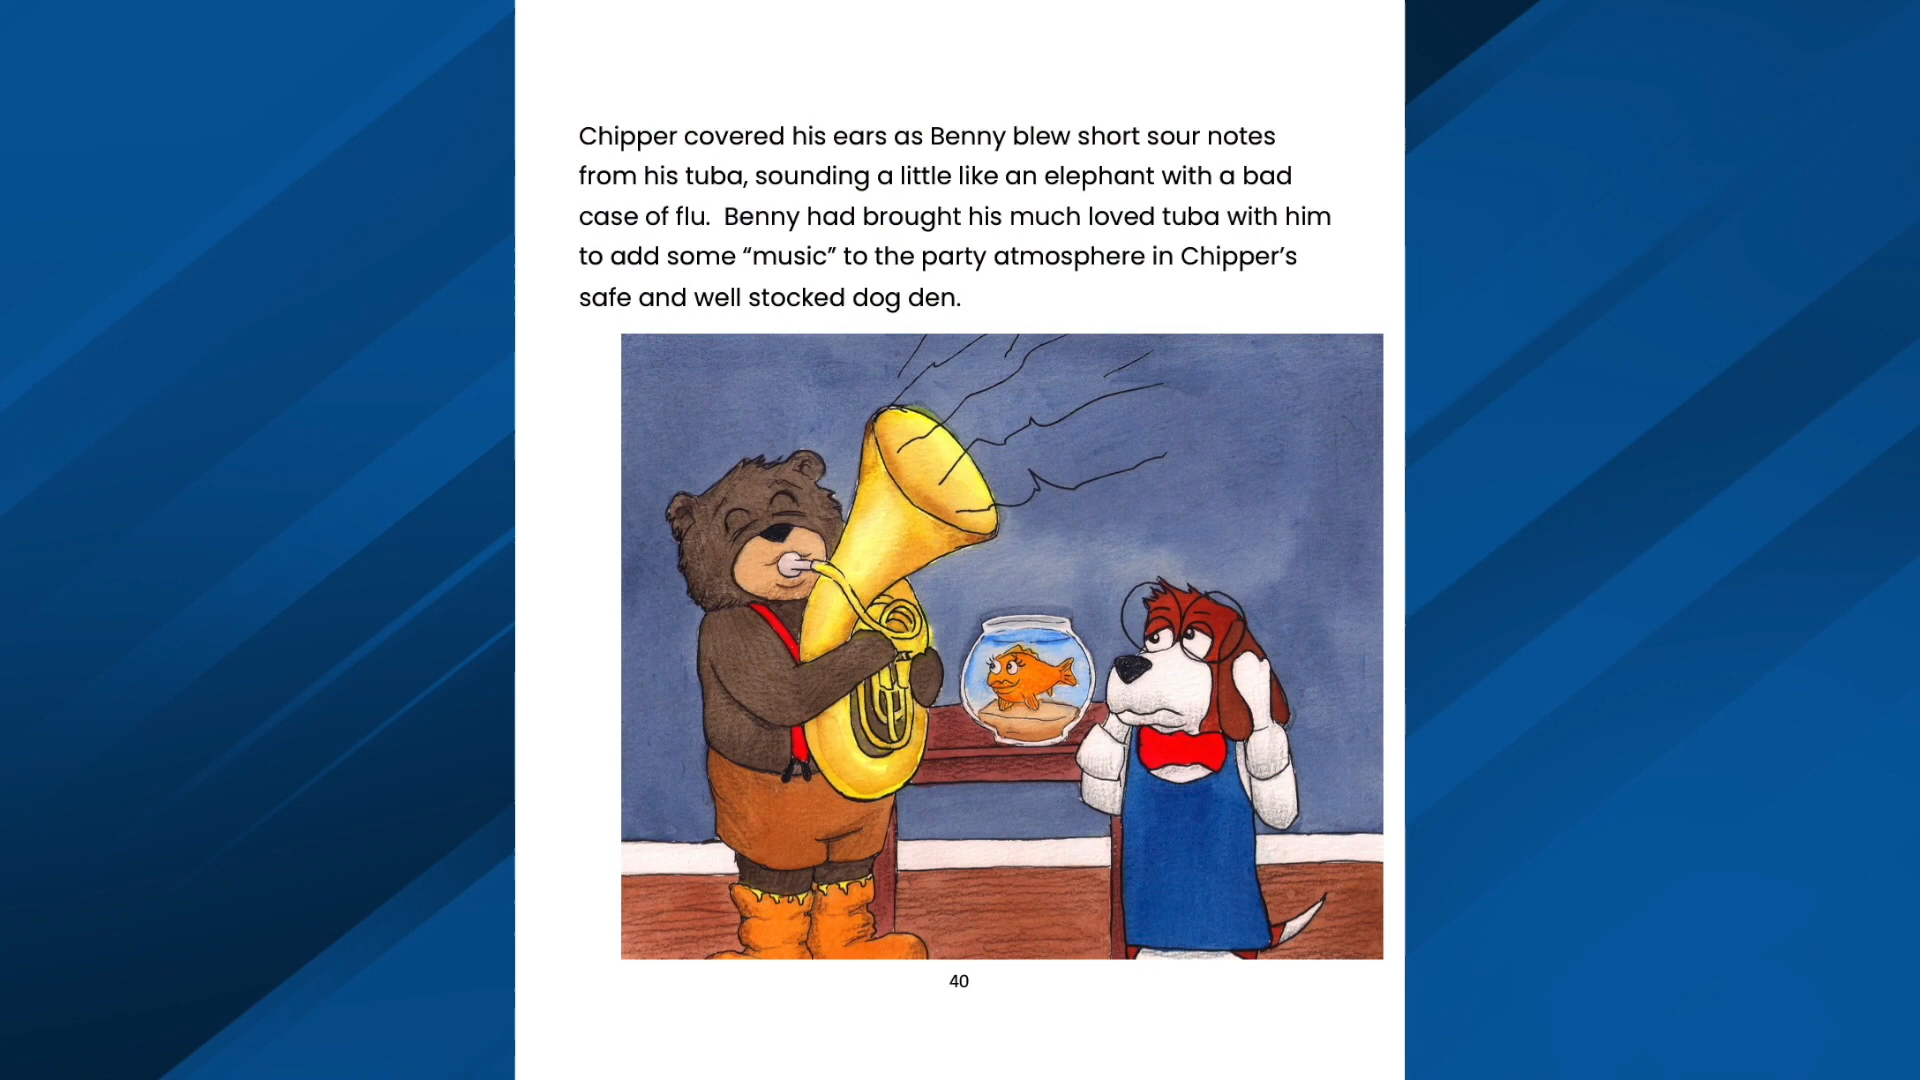 Chipper covered his ears as Benny blew short sour notes
from his tuba, sounding a little like an elephant with a bad
case of flu.  Benny had brought his much loved tuba with him
to add some “music” to the party atmosphere in Chipper’s
safe and well stocked dog den.
40